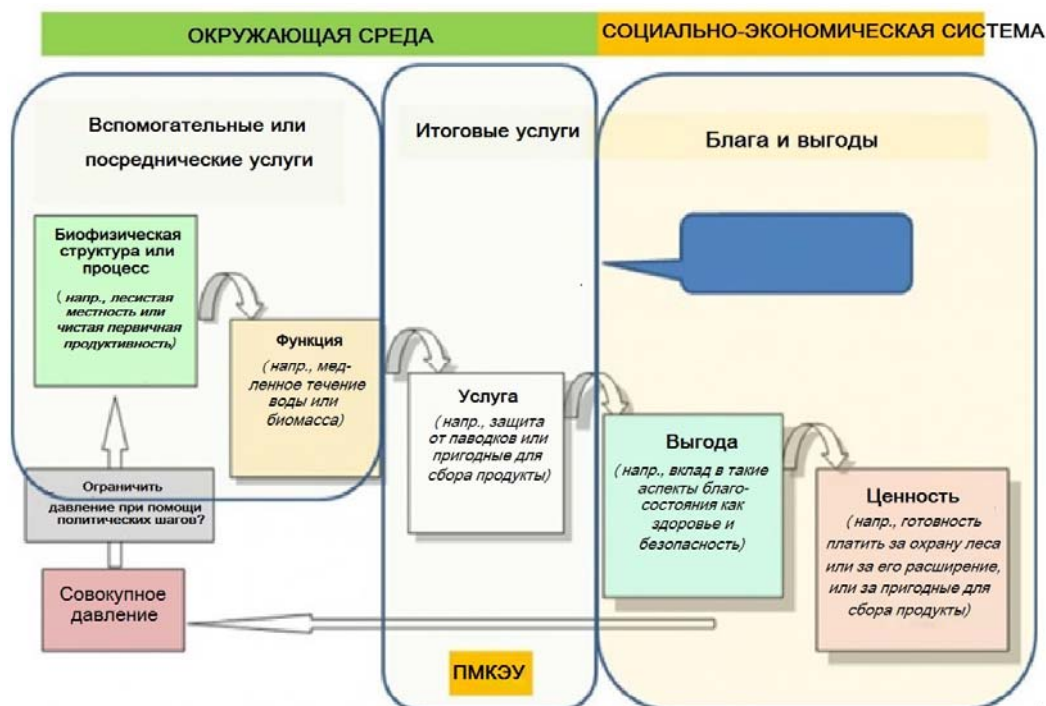 ОКРУЖАЮЩАЯ СРЕДА
СОЦИАЛЬНО-ЭКОНОМИЧЕСКАЯ СИСТЕМА
Вспомогательные или
посреднические услуги
Итоговые услуги
Блага и выгоды
Биофизическая
структура или
процесс
( напр., лесистая
местность или
чистая первичная
продуктивность)
Функция
( напр., мед-
ленное течение
воды или
биомасса)
Услуга
( напр., защита
от паводков или
пригодные для
сбора продукты)
Выгода
( напр., вклад в такие
аспекты благо-
состояния как
здоровье и
безопасность)
Ценность
( напр., готовность
платить за охрану леса
или за его расширение,
или за пригодные для
сбора продукты)
Ограничить
давление при помощи
политических шагов?
Совокупное
давление
ПМКЭУ